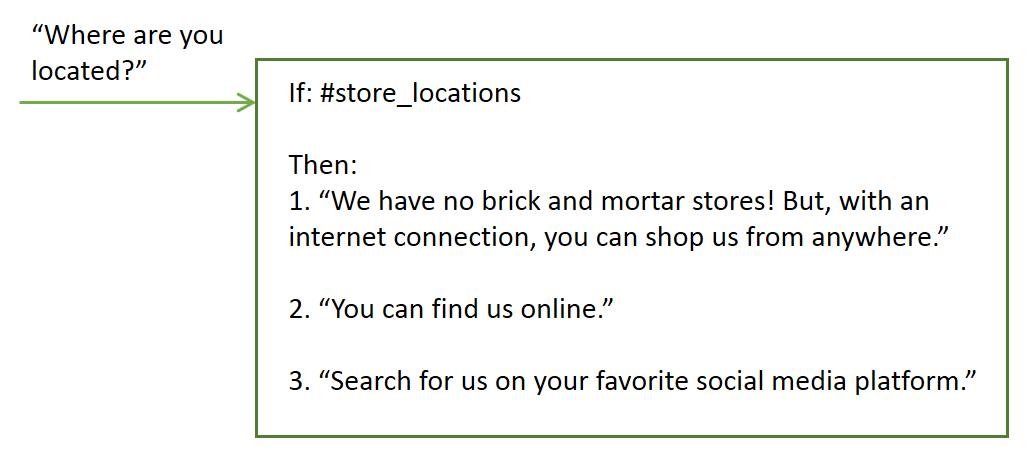 “Where are you
located?”
If: #store_locations
Then:
1. “We have no brick and mortar stores! But, with an
internet connection, you can shop us from anywhere.”
2. “You can find us online.”
3. “Search for us on your favorite social media platform.”